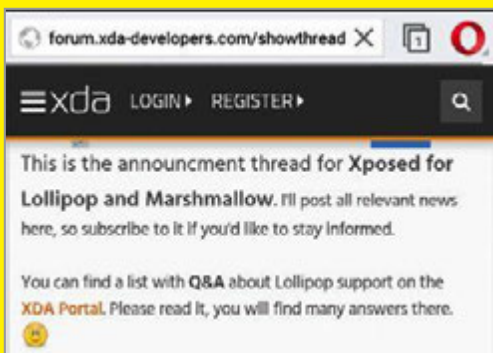 forum.xda-developers.com/showthread
1
xda LOGIN REGISTER
This is the announcment thread for Xposed for
Lollipop and Marshmallow. I'll post all relevant news
here, so subscribe to it if you'd like to stay informed.
You can find a list with Q&A about Lollipop support on the
XDA Portal. Please read it, you will find many answers there.